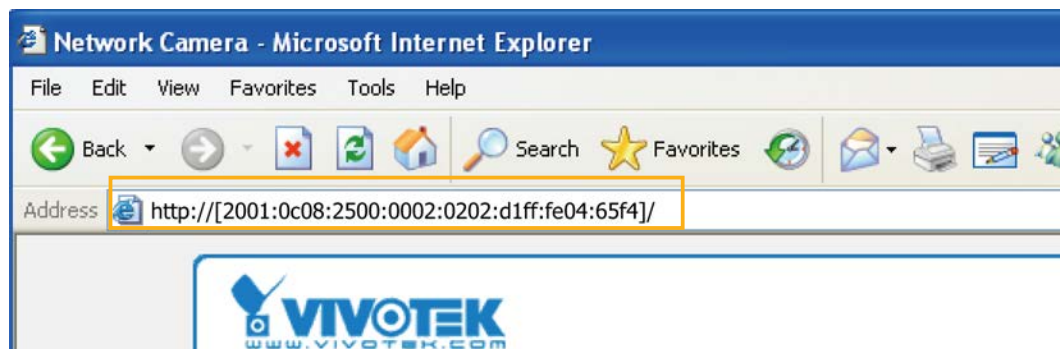 Network Camera - Microsoft Internet Explorer
File Edit View Favorites Tools Help
Back Search Favorites
Address http://[2001:0c08:2500:0002:0202:d1ff:fe04:65f4]/
VIVOTEK
WWW.VIVOTEK.COM